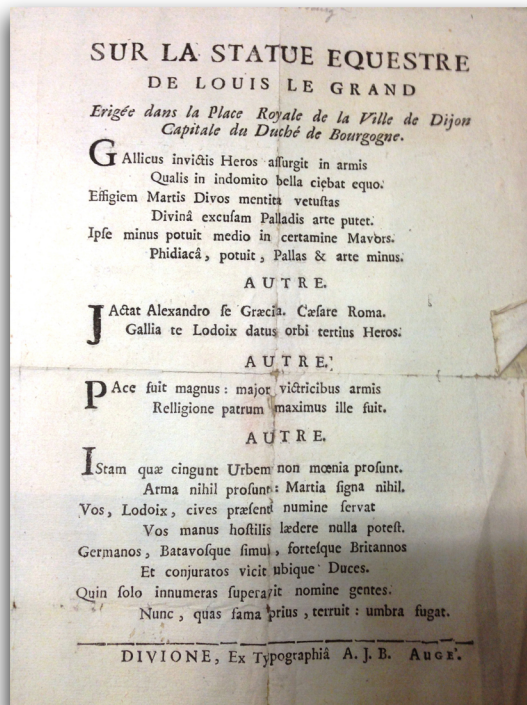 SUR LA STATUE EQUESTRE
DE LOUIS LE GRAND
Erigée dans la Place Royale de la Ville de Dijon
Capitale du Duché de Bourgogne.
GAllicus invictis Heros aſſurgit in armis
Qualis in indomito bella ciebat equo.
Effigiem Martis Divos mentita vetuſtas
Divinâ excuſam Palladis arte putet.
Ipſe minus potuit medio in certamine Mavors.
Phidiacâ, potuit, Pallas & arte minus.
AUTRE.
JActat Alexandro ſe Græcia. Cæſare Roma.
Gallia te Lodoix datus orbi tertius Heros.
AUTRE.
PAce fuit magnus : major victricibus armis
Relligione patrum maximus ille fuit.
AUTRE.
IStam quæ cingunt Urbem non mœnia proſunt.
Arma nihil proſunt : Martia ſigna nihil.
Vos, Lodoix, cives præſenti numine ſervat
Vos manus hoſtilis lædere nulla poteſt.
Germanos, Batavoſque ſimul, forteſque Britannos
Et conjuratos vicit ubique Duces.
Quin ſolo innumeras ſuperavit nomine gentes.
Nunc, quas fama prius, terruit : umbra fugat.
DIVIONE, Ex Typographiâ A. J. B. AUGÉ.